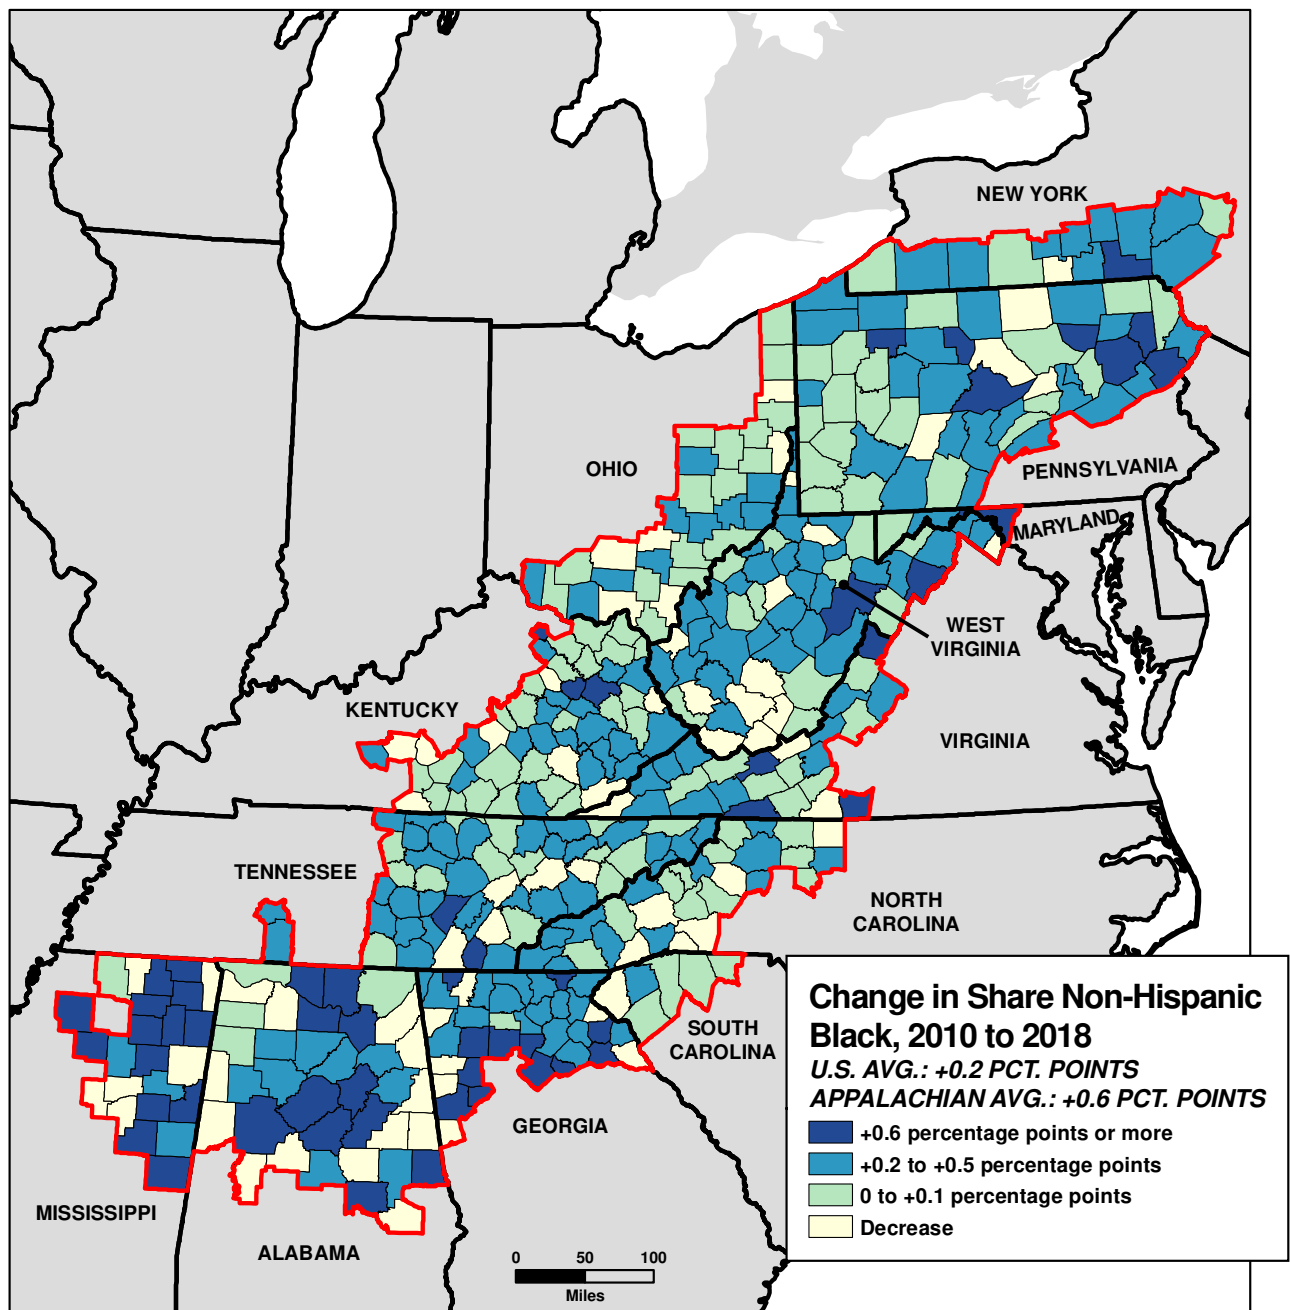 NEW YORK
OHIO
PENNSYLVANIA
MARYLAND
WEST
VIRGINIA
KENTUCKY
VIRGINIA
TENNESSEE
NORTH
CAROLINA
SOUTH
CAROLINA
GEORGIA
MISSISSIPPI
ALABAMA
0 50 100
Miles
Change in Share Non-Hispanic
Black, 2010 to 2018
U.S. AVG.: +0.2 PCT. POINTS
APPALACHIAN AVG.: +0.6 PCT. POINTS
+0.6 percentage points or more
+0.2 to +0.5 percentage points
0 to +0.1 percentage points
Decrease